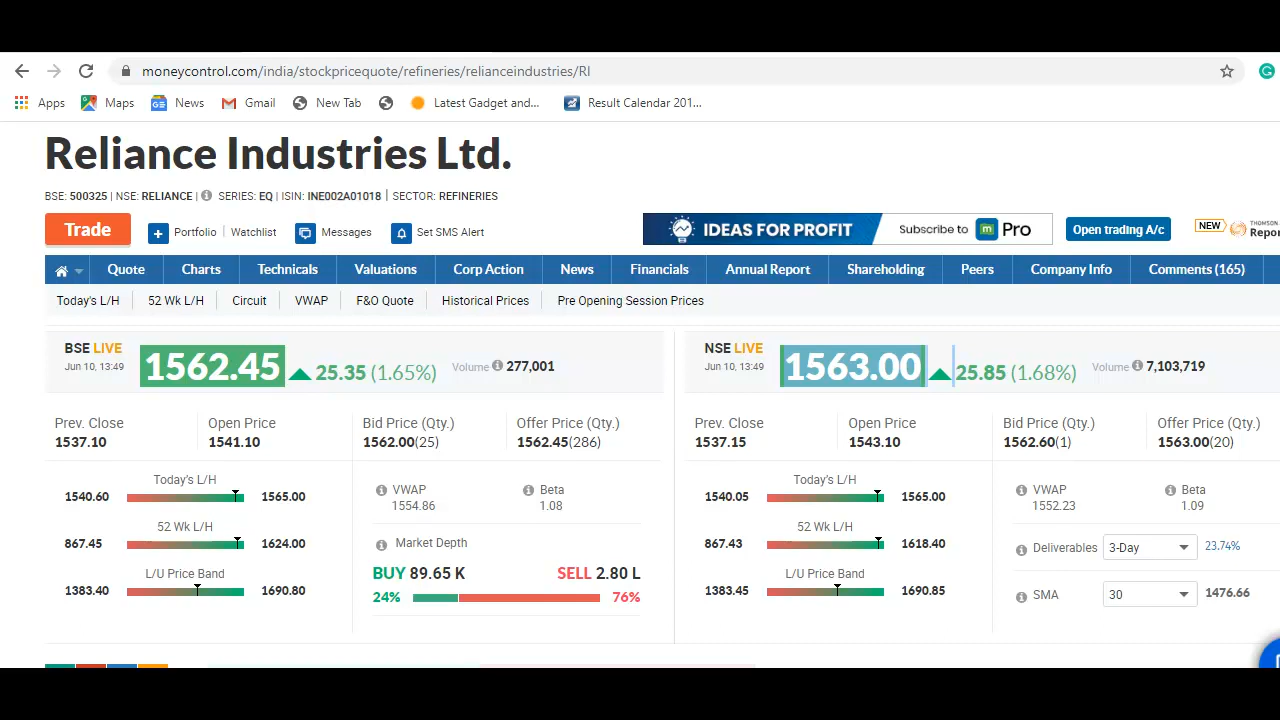 moneycontrol.com/india/stockpricequote/refineries/relianceindustries/RI
Apps Maps News Gmail New Tab Latest Gadget and... Result Calendar 201...
Reliance Industries Ltd.
BSE: 500325 | NSE: RELIANCE | SERIES: EQ | ISIN: INE002A01018 | SECTOR: REFINERIES
Trade Portfolio Watchlist Messages Set SMS Alert IDEAS FOR PROFIT Subscribe to m Pro Open trading A/c NEW THOMSON
Repor
Quote Charts Technicals Valuations Corp Action News Financials Annual Report Shareholding Peers Company Info Comments (165)
Today's L/H 52 Wk L/H Circuit VWAP F&O Quote Historical Prices Pre Opening Session Prices
BSE LIVE
Jun 10, 13:49
1562.45 25.35 (1.65%) Volume 277,001
Prev. Close Open Price Bid Price (Qty.) Offer Price (Qty.)
1537.10 1541.10 1562.00(25) 1562.45(286)
Today's L/H
1540.60 1565.00
52 Wk L/H
867.45 1624.00
L/U Price Band
1383.40 1690.80
VWAP Beta
1554.86 1.08
Market Depth
BUY 89.65 K SELL 2.80 L
24% 76%
NSE LIVE
Jun 10, 13:49
1563.00 25.85 (1.68%) Volume 7,103,719
Prev. Close Open Price Bid Price (Qty.) Offer Price (Qty.)
1537.15 1543.10 1562.60(1) 1563.00(20)
Today's L/H
1540.05 1565.00
52 Wk L/H
867.43 1618.40
L/U Price Band
1383.45 1690.85
VWAP Beta
1552.23 1.09
Deliverables 3-Day 23.74%
SMA 30 1476.66